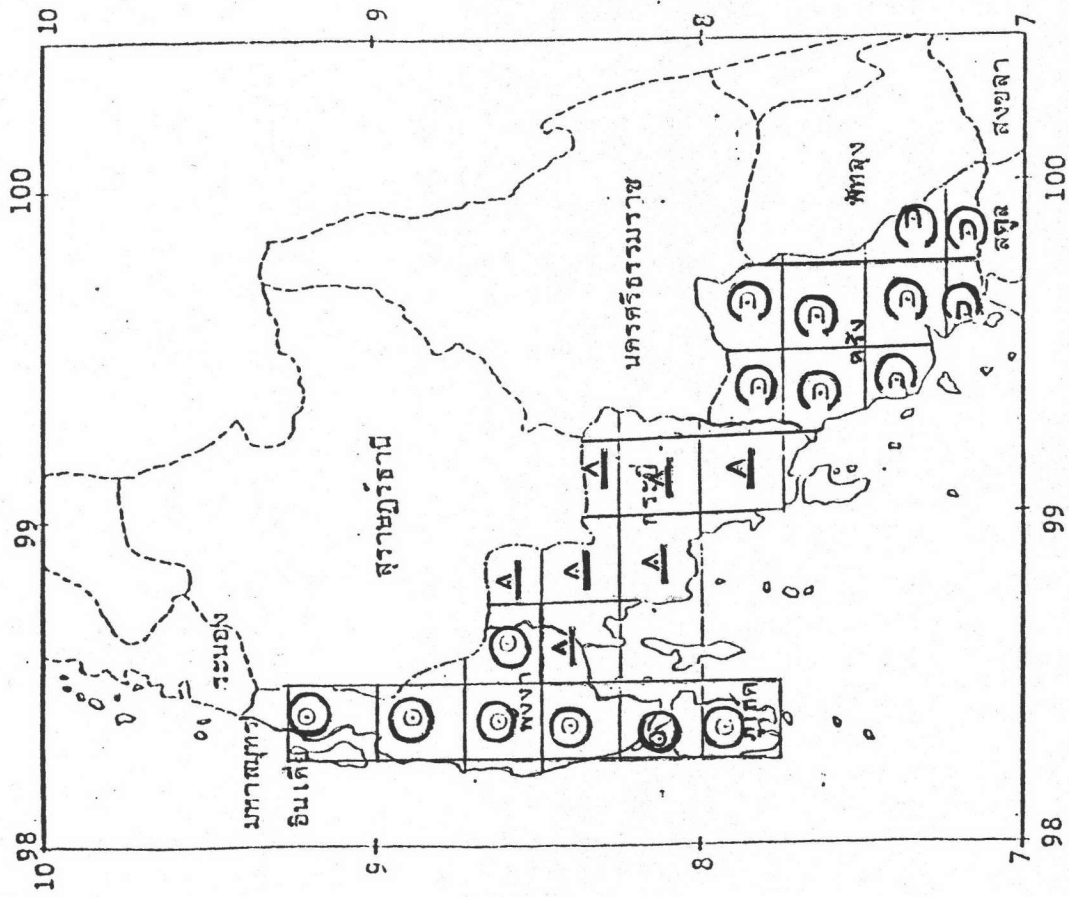 98 99 100
10 10
ระนอง
มหาสมุทร
อินเดีย
9 9
สุราษฎร์ธานี
A
พังงา
A A
A
นครศรีธรรมราช
A กระบี่ A
8 8
A
ภูเก็ต
ตรัง พัทลุง
สตูล สงขลา
7 7
98 99 100